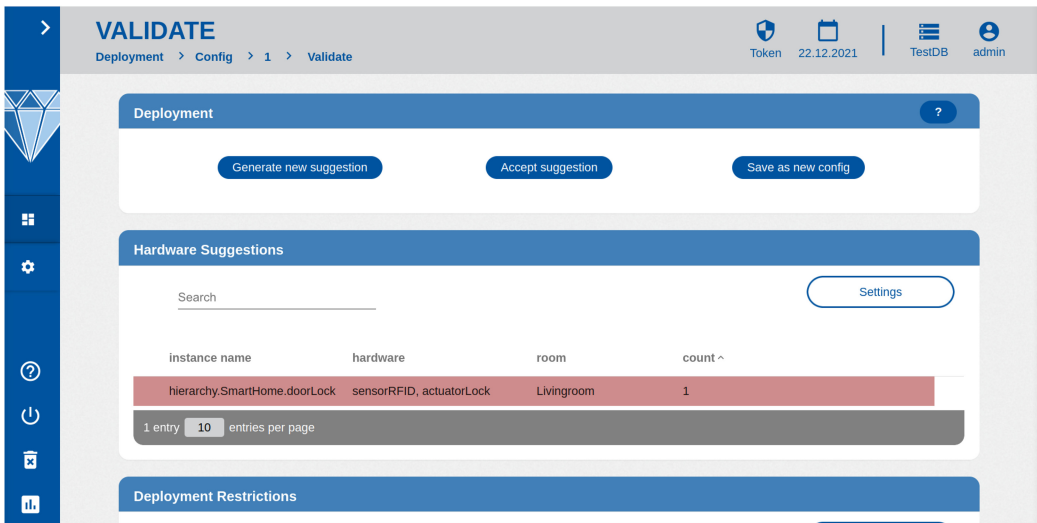 VALIDATE
Deployment > Config > 1 > Validate
Token 22.12.2021 TestDB admin
Deployment ?
Generate new suggestion Accept suggestion Save as new config
Hardware Suggestions
Search Settings
instance name hardware room count
hierarchy.SmartHome.doorLock sensorRFID, actuatorLock Livingroom 1
1 entry 10 entries per page
Deployment Restrictions